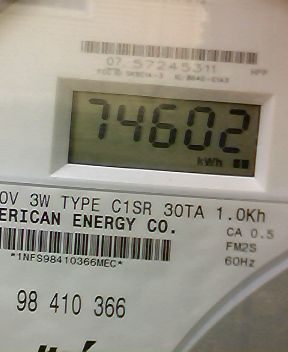 07 57245311
HPP
74602
kWh
0V 3W TYPE C1SR 30TA 1.0Kh
ERICAN ENERGY CO.
CA 0.5
FM2S
*1NFS98410366MEC*
60Hz
98 410 366